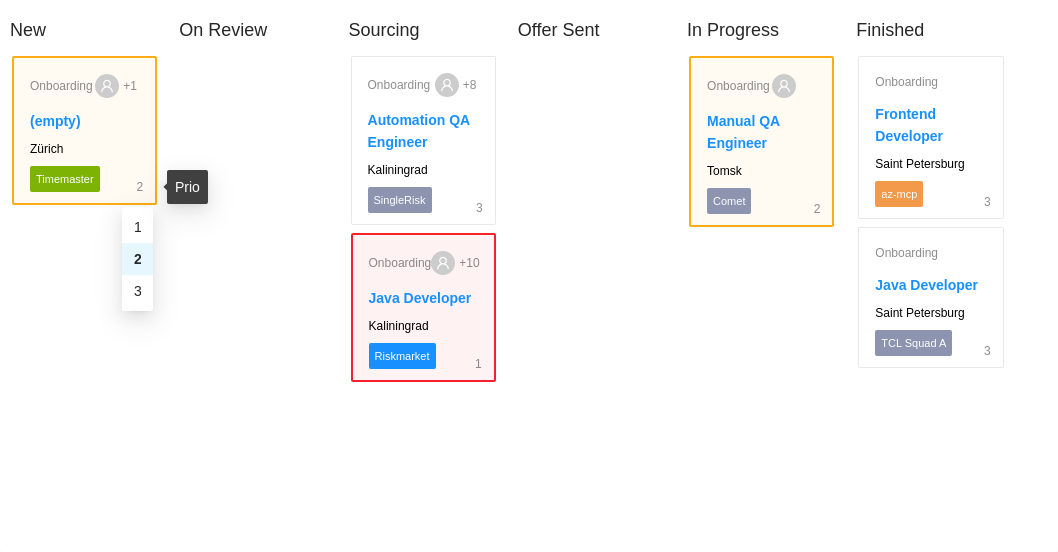 New
On Review
Sourcing
Offer Sent
In Progress
Finished
Onboarding +1
(empty)
Zürich
Timemaster
2
Prio
1
2
3
Onboarding +8
Automation QA
Engineer
Kaliningrad
SingleRisk
3
Onboarding +10
Java Developer
Kaliningrad
Riskmarket
1
Onboarding
Manual QA
Engineer
Tomsk
Comet
2
Onboarding
Frontend
Developer
Saint Petersburg
az-mcp
3
Onboarding
Java Developer
Saint Petersburg
TCL Squad A
3